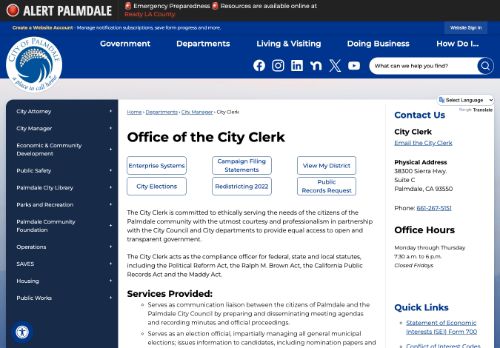 ALERT PALMDALE
🚨 Emergency Preparedness 🚨 Resources are available online at
Ready LA County.
Create a Website Account - Manage notification subscriptions, save form progress and more.
Website Sign In
CITY OF PALMDALE
a place to call home
Government
Departments
Living & Visiting
Doing Business
How Do I...
What can we help you find?
Select Language
Google Translate
City Attorney +
City Manager +
Economic & Community
Development +
Public Safety +
Palmdale City Library +
Parks and Recreation +
Palmdale Community
Foundation +
Operations +
SAVES +
Housing +
Public Works +
Home › Departments › City Manager › City Clerk
Office of the City Clerk
Enterprise Systems
Campaign Filing
Statements
View My District
City Elections
Redistricting 2022
Public
Records Request
The City Clerk is committed to ethically serving the needs of the citizens of the
Palmdale community with the utmost courtesy and professionalism in partnership
with the City Council and City departments to provide equal access to open and
transparent government.
The City Clerk acts as the compliance officer for federal, state and local statutes,
including the Political Reform Act, the Ralph M. Brown Act, the California Public
Records Act and the Maddy Act.
Services Provided:
• Serves as communication liaison between the citizens of Palmdale and the
Palmdale City Council by preparing and disseminating meeting agendas
and recording minutes and official proceedings.
• Serves as an election official, impartially managing all general municipal
elections; issues information to candidates, including nomination papers and
Contact Us
City Clerk
Email the City Clerk
Physical Address
38300 Sierra Hwy.
Suite C
Palmdale, CA 93550
Phone: 661-267-5151
Office Hours
Monday through Thursday
7:30 a.m. to 6 p.m.
Closed Fridays
Quick Links
• Statement of Economic
Interests (SEI) Form 700
• Conflict of Interest Codes